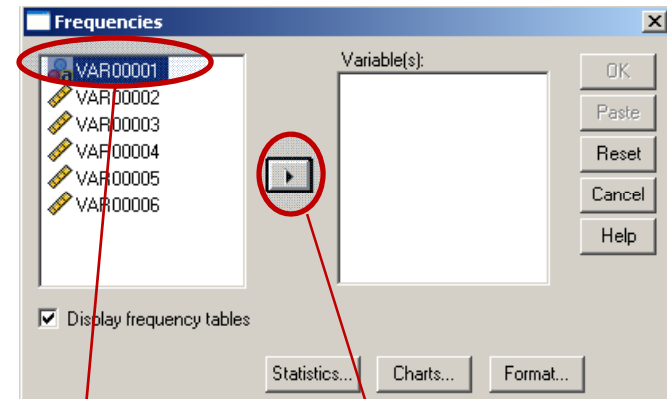 Frequencies
Variable(s):
VAR00001
VAR00002
VAR00003
VAR00004
VAR00005
VAR00006
OK
Paste
Reset
Cancel
Help
Display frequency tables
Statistics...
Charts...
Format...